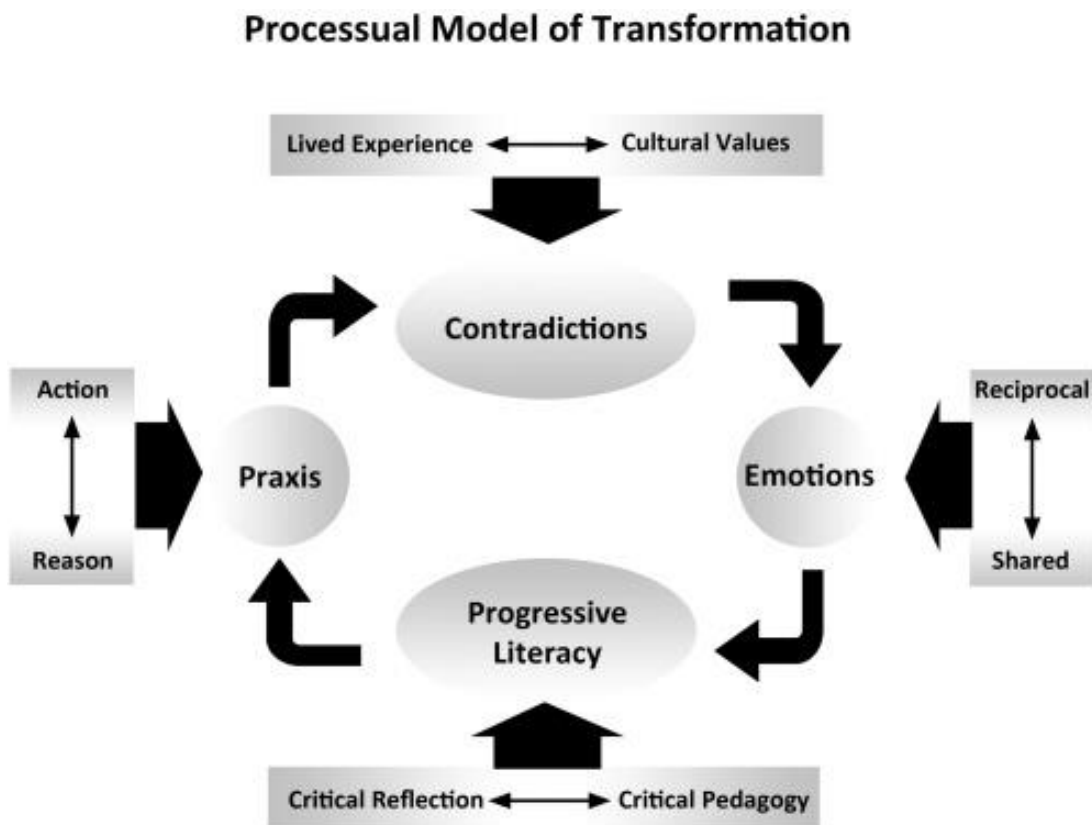 Processual Model of Transformation
Lived Experience
Cultural Values
Contradictions
Action
Reason
Praxis
Emotions
Reciprocal
Shared
Progressive
Literacy
Critical Reflection
Critical Pedagogy